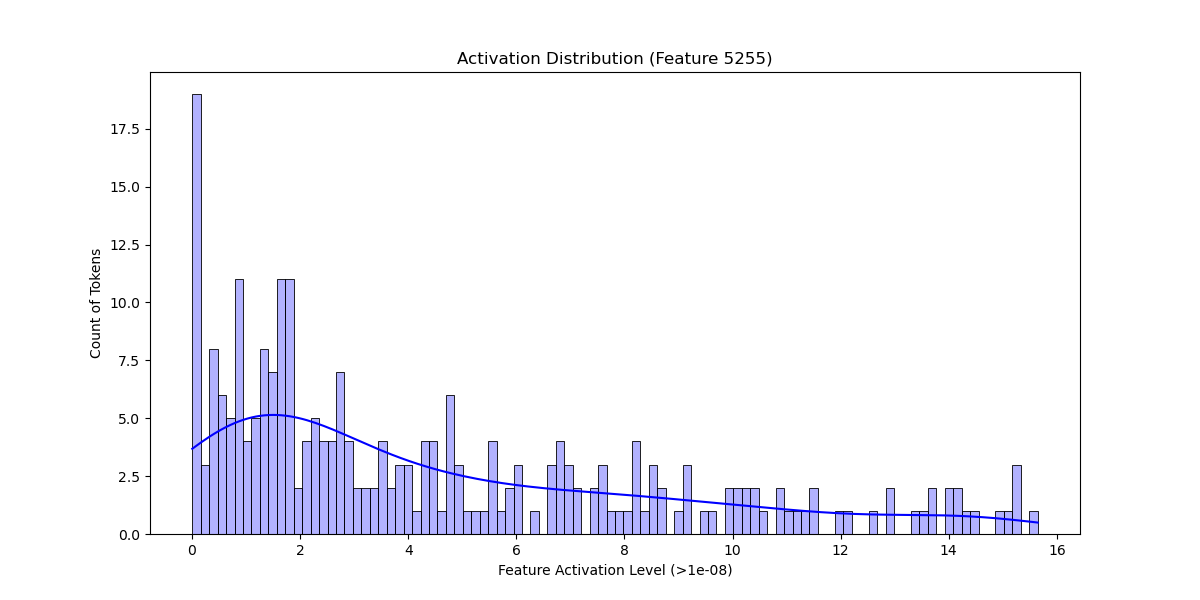 Activation Distribution (Feature 5255)
17.5
15.0
12.5
10.0
7.5
5.0
2.5
0.0
Count of Tokens
0 2 4 6 8 10 12 14 16
Feature Activation Level (>1e-08)